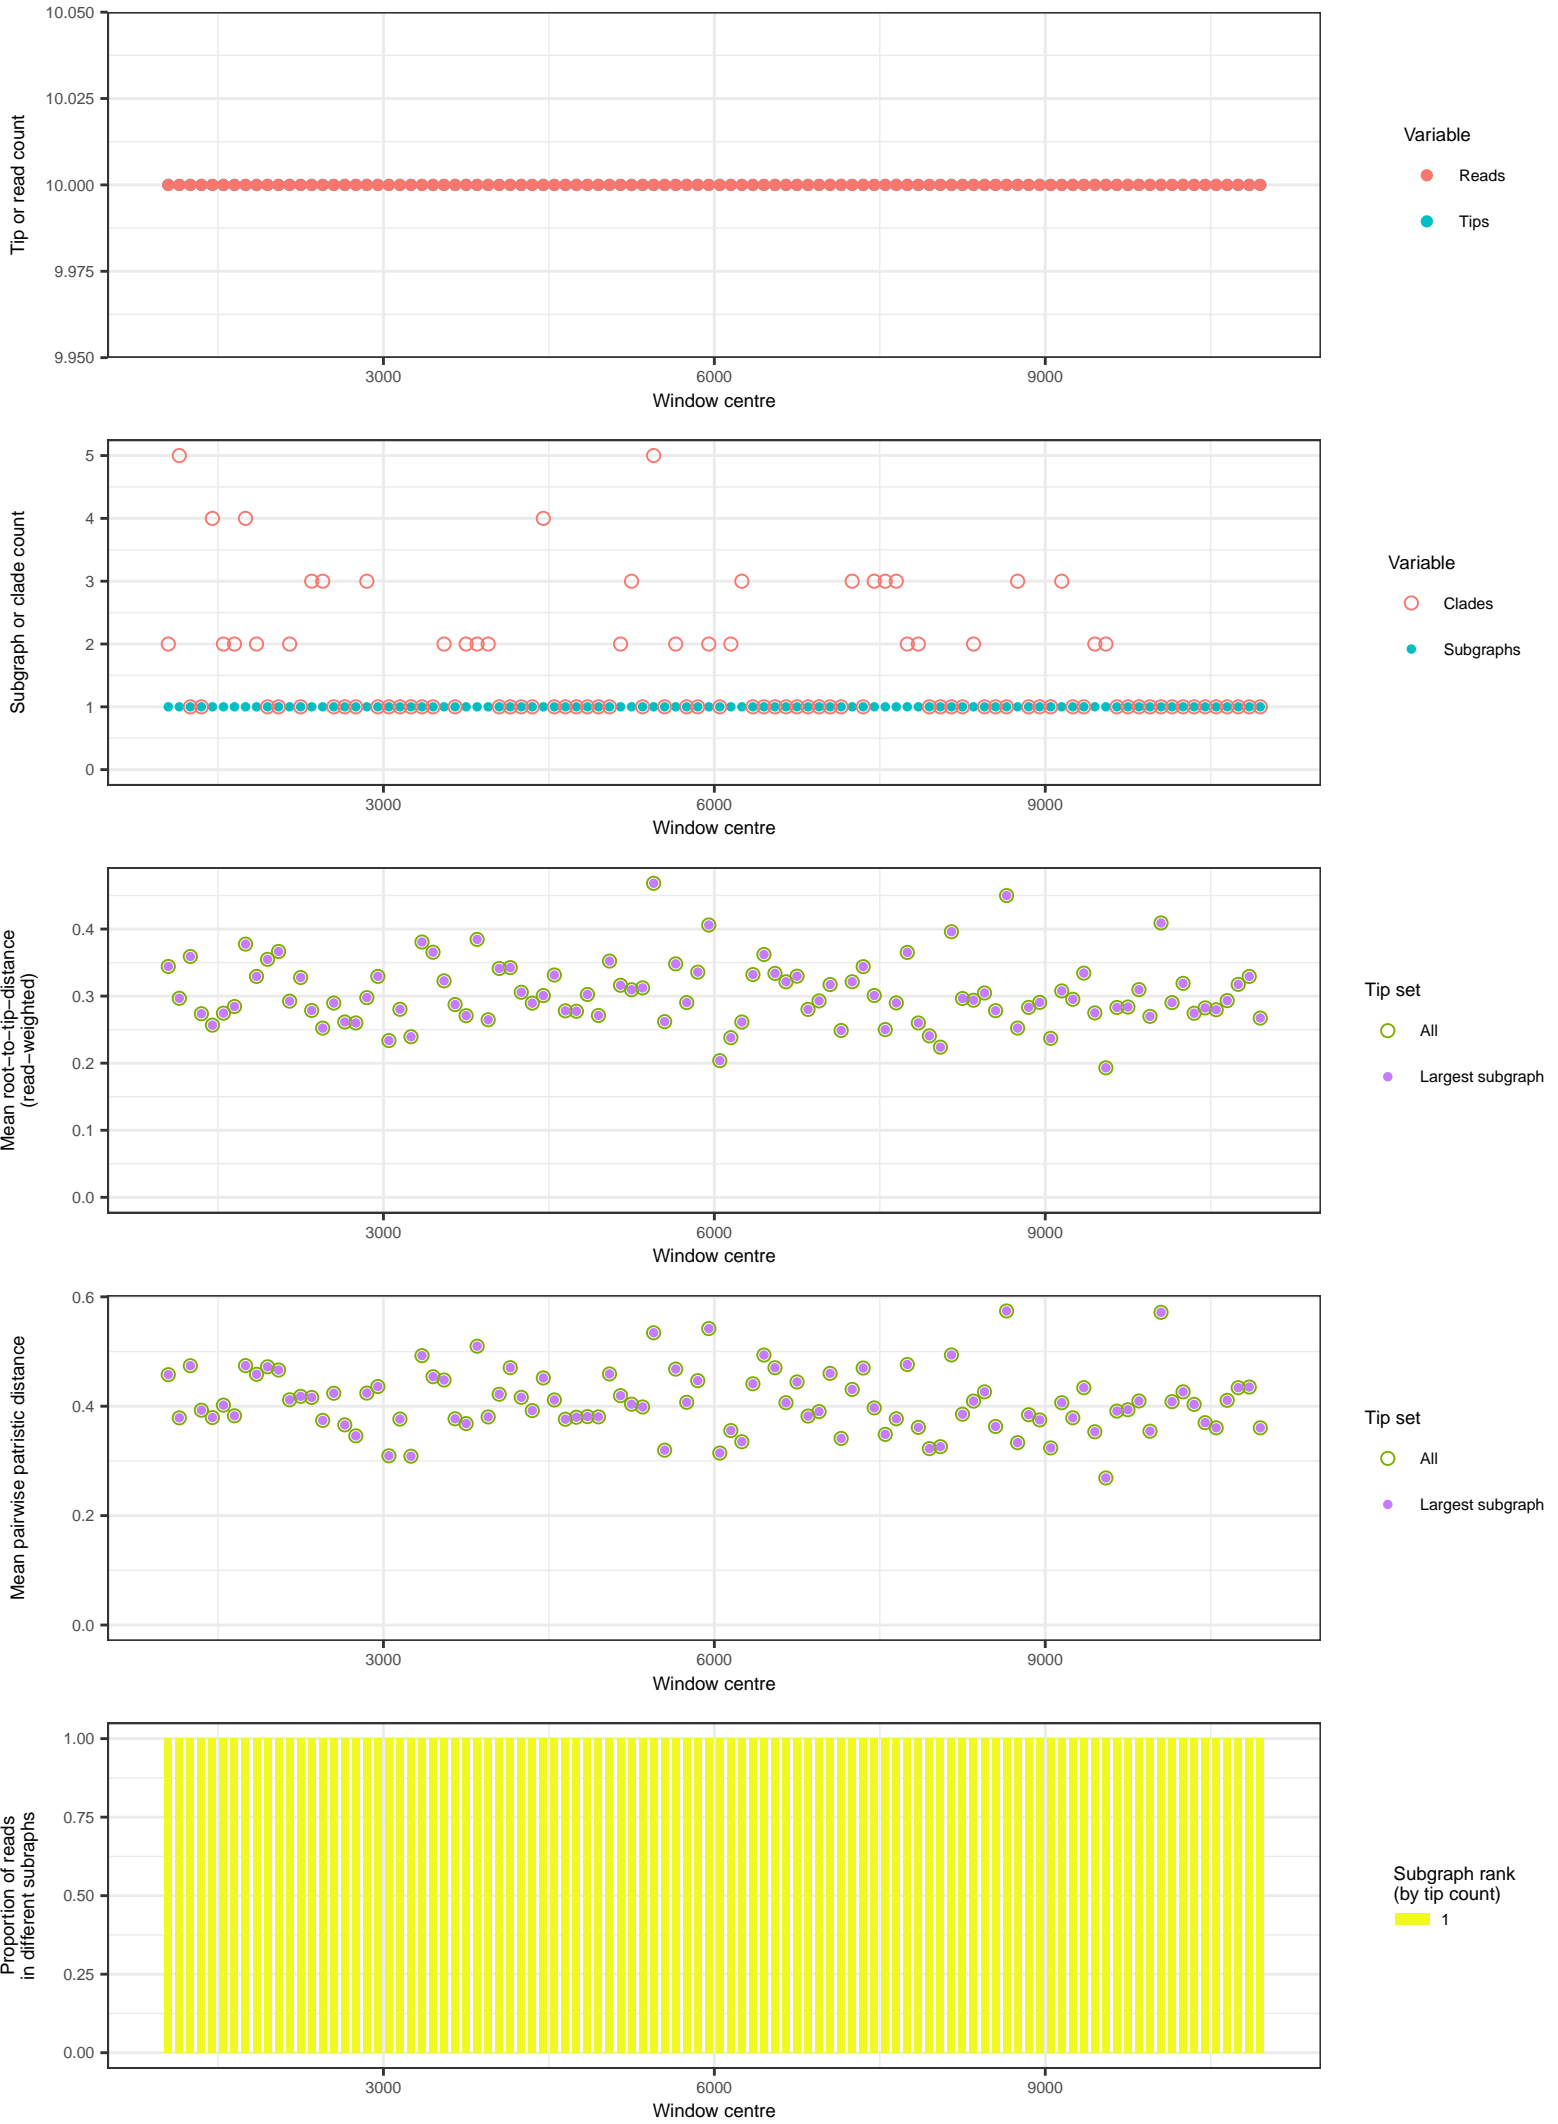 10.050
10.025
10.000
9.975
9.950
Tip or read count
3000 6000 9000
Window centre
Variable
Reads
Tips
5
4
3
2
1
0
Subgraph or clade count
3000 6000 9000
Window centre
Variable
Clades
Subgraphs
0.4
0.3
0.2
0.1
0.0
Mean root−to−tip−distance
(read−weighted)
3000 6000 9000
Window centre
Tip set
All
Largest subgraph
0.6
0.4
0.2
0.0
Mean pairwise patristic distance
3000 6000 9000
Window centre
Tip set
All
Largest subgraph
1.00
0.75
0.50
0.25
0.00
Proportion of reads
in different subraphs
3000 6000 9000
Window centre
Subgraph rank
(by tip count)
1